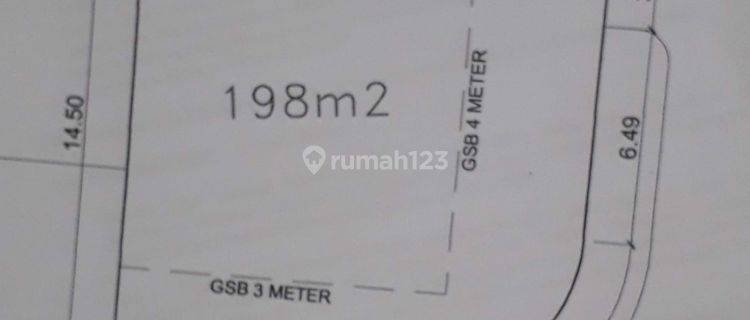 198m2
14.50
GSB 4 METER
6.49
rumah123
GSB 3 METER